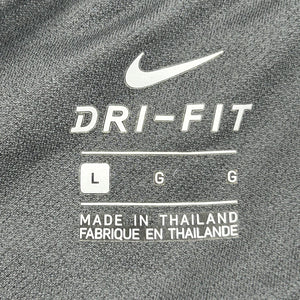 DRI-FIT
L G G
MADE IN THAILAND
FABRIQUE EN THAILANDE